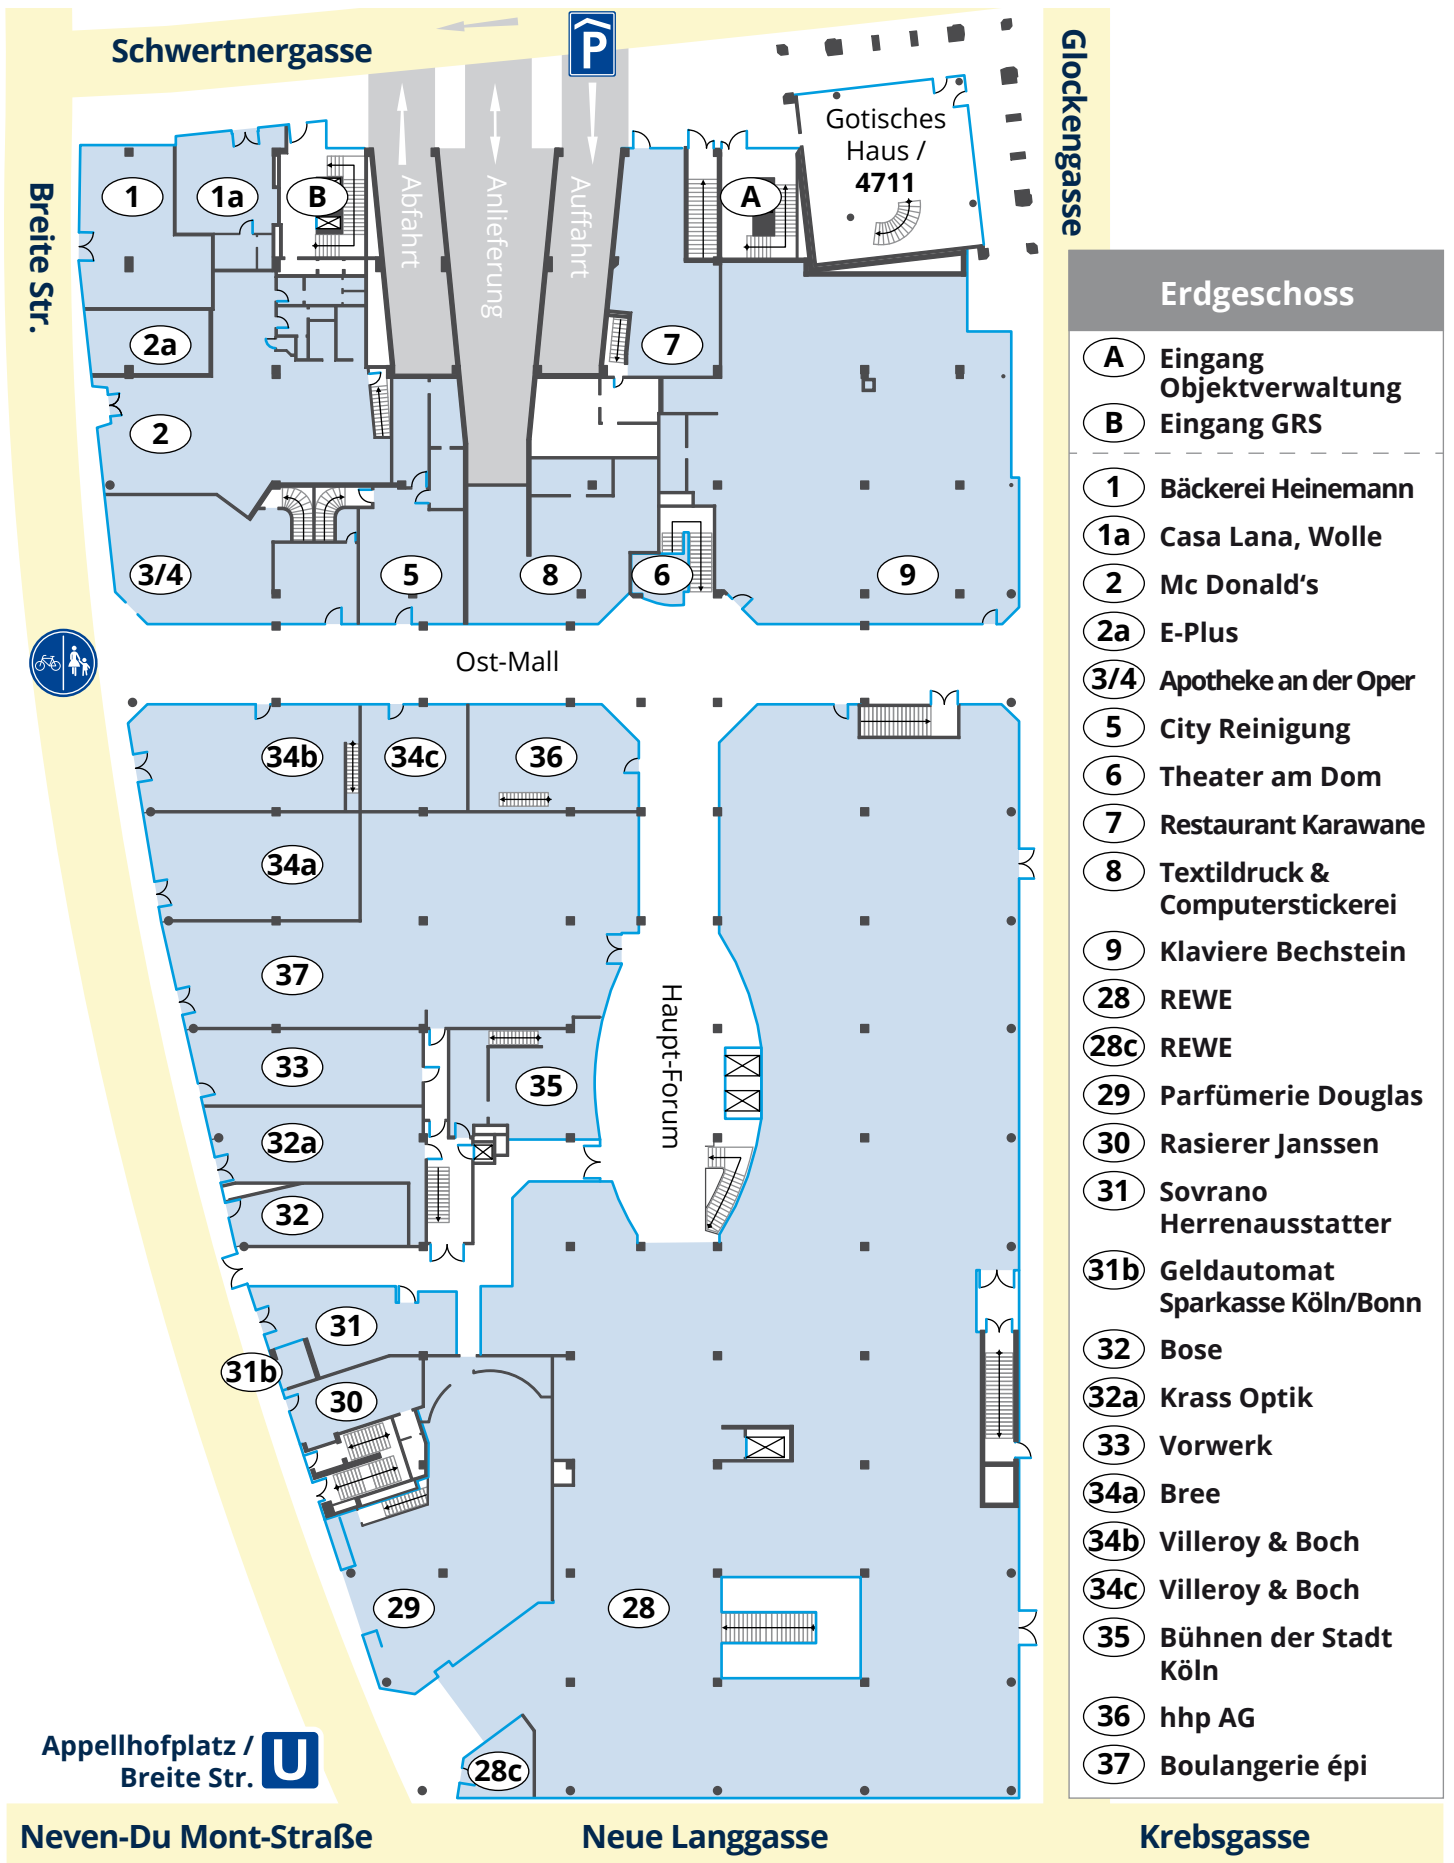 Schwertnergasse
P
Glockengasse
Breite Str.
Gotisches
Haus /
4711
1
1a
B
A
Abfahrt
Anlieferung
Auffahrt
2a
7
2
3/4
5
8
6
9
Ost-Mall
34b
34c
36
34a
37
Haupt-Forum
33
35
32a
32
31
31b
30
29
28
28c
Appellhofplatz /
Breite Str.
U
Neven-Du Mont-Straße
Neue Langgasse
Krebsgasse
Erdgeschoss
A Eingang
Objektverwaltung
B Eingang GRS
1 Bäckerei Heinemann
1a Casa Lana, Wolle
2 Mc Donald‘s
2a E-Plus
3/4 Apotheke an der Oper
5 City Reinigung
6 Theater am Dom
7 Restaurant Karawane
8 Textildruck &
Computerstickerei
9 Klaviere Bechstein
28 REWE
28c REWE
29 Parfümerie Douglas
30 Rasierer Janssen
31 Sovrano
Herrenausstatter
31b Geldautomat
Sparkasse Köln/Bonn
32 Bose
32a Krass Optik
33 Vorwerk
34a Bree
34b Villeroy & Boch
34c Villeroy & Boch
35 Bühnen der Stadt
Köln
36 hhp AG
37 Boulangerie épi